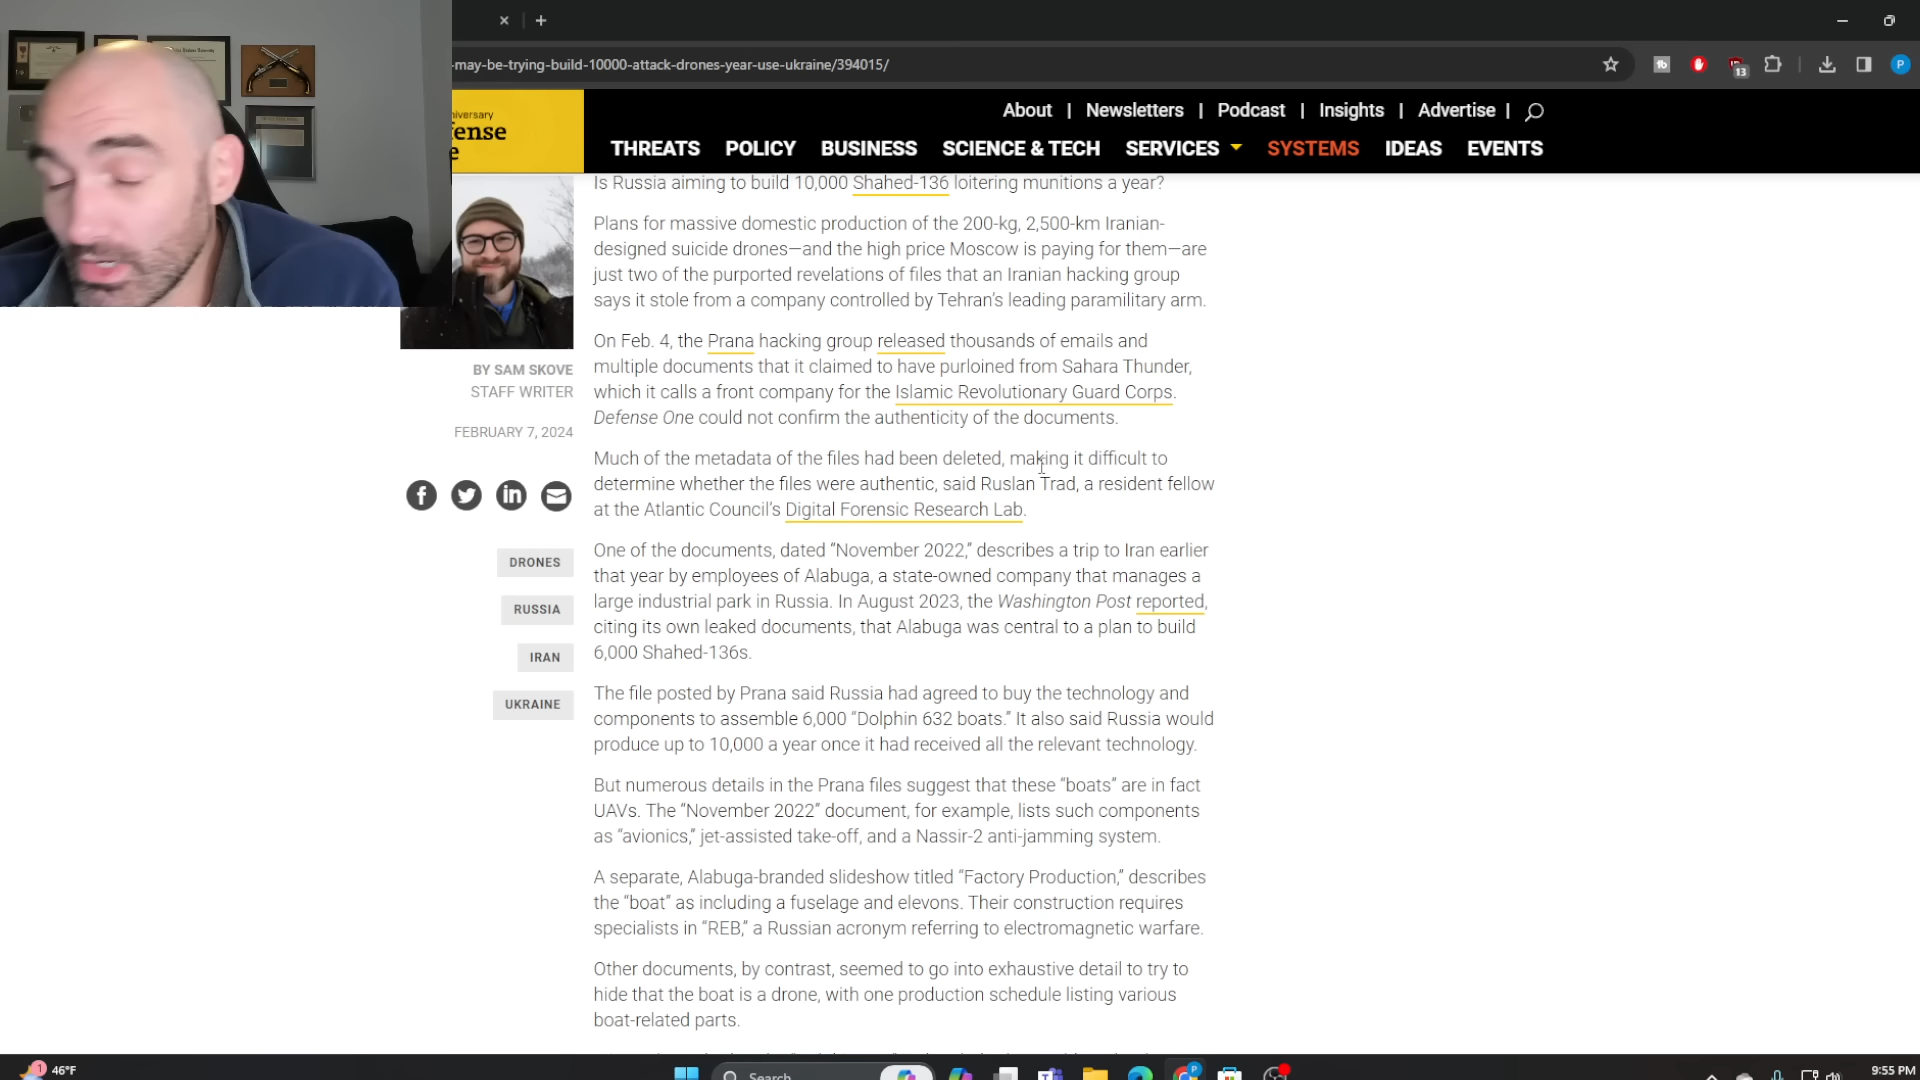 -may-be-trying-build-10000-attack-drones-year-use-ukraine/394015/
13
P
niversary
fense
e
About | Newsletters | Podcast | Insights | Advertise |
THREATS POLICY BUSINESS SCIENCE & TECH SERVICES SYSTEMS IDEAS EVENTS
Is Russia aiming to build 10,000 Shahed-136 loitering munitions a year?
Plans for massive domestic production of the 200-kg, 2,500-km Iranian-
designed suicide drones—and the high price Moscow is paying for them—are
just two of the purported revelations of files that an Iranian hacking group
says it stole from a company controlled by Tehran’s leading paramilitary arm.
BY SAM SKOVE
STAFF WRITER
FEBRUARY 7, 2024
On Feb. 4, the Prana hacking group released thousands of emails and
multiple documents that it claimed to have purloined from Sahara Thunder,
which it calls a front company for the Islamic Revolutionary Guard Corps.
Defense One could not confirm the authenticity of the documents.
Much of the metadata of the files had been deleted, making it difficult to
determine whether the files were authentic, said Ruslan Trad, a resident fellow
at the Atlantic Council’s Digital Forensic Research Lab.
DRONES
RUSSIA
IRAN
UKRAINE
One of the documents, dated “November 2022,” describes a trip to Iran earlier
that year by employees of Alabuga, a state-owned company that manages a
large industrial park in Russia. In August 2023, the Washington Post reported,
citing its own leaked documents, that Alabuga was central to a plan to build
6,000 Shahed-136s.
The file posted by Prana said Russia had agreed to buy the technology and
components to assemble 6,000 “Dolphin 632 boats.” It also said Russia would
produce up to 10,000 a year once it had received all the relevant technology.
But numerous details in the Prana files suggest that these “boats” are in fact
UAVs. The “November 2022” document, for example, lists such components
as “avionics,” jet-assisted take-off, and a Nassir-2 anti-jamming system.
A separate, Alabuga-branded slideshow titled “Factory Production,” describes
the “boat” as including a fuselage and elevons. Their construction requires
specialists in “REB,” a Russian acronym referring to electromagnetic warfare.
Other documents, by contrast, seemed to go into exhaustive detail to try to
hide that the boat is a drone, with one production schedule listing various
boat-related parts.
1
46°F
Search
9:55 PM